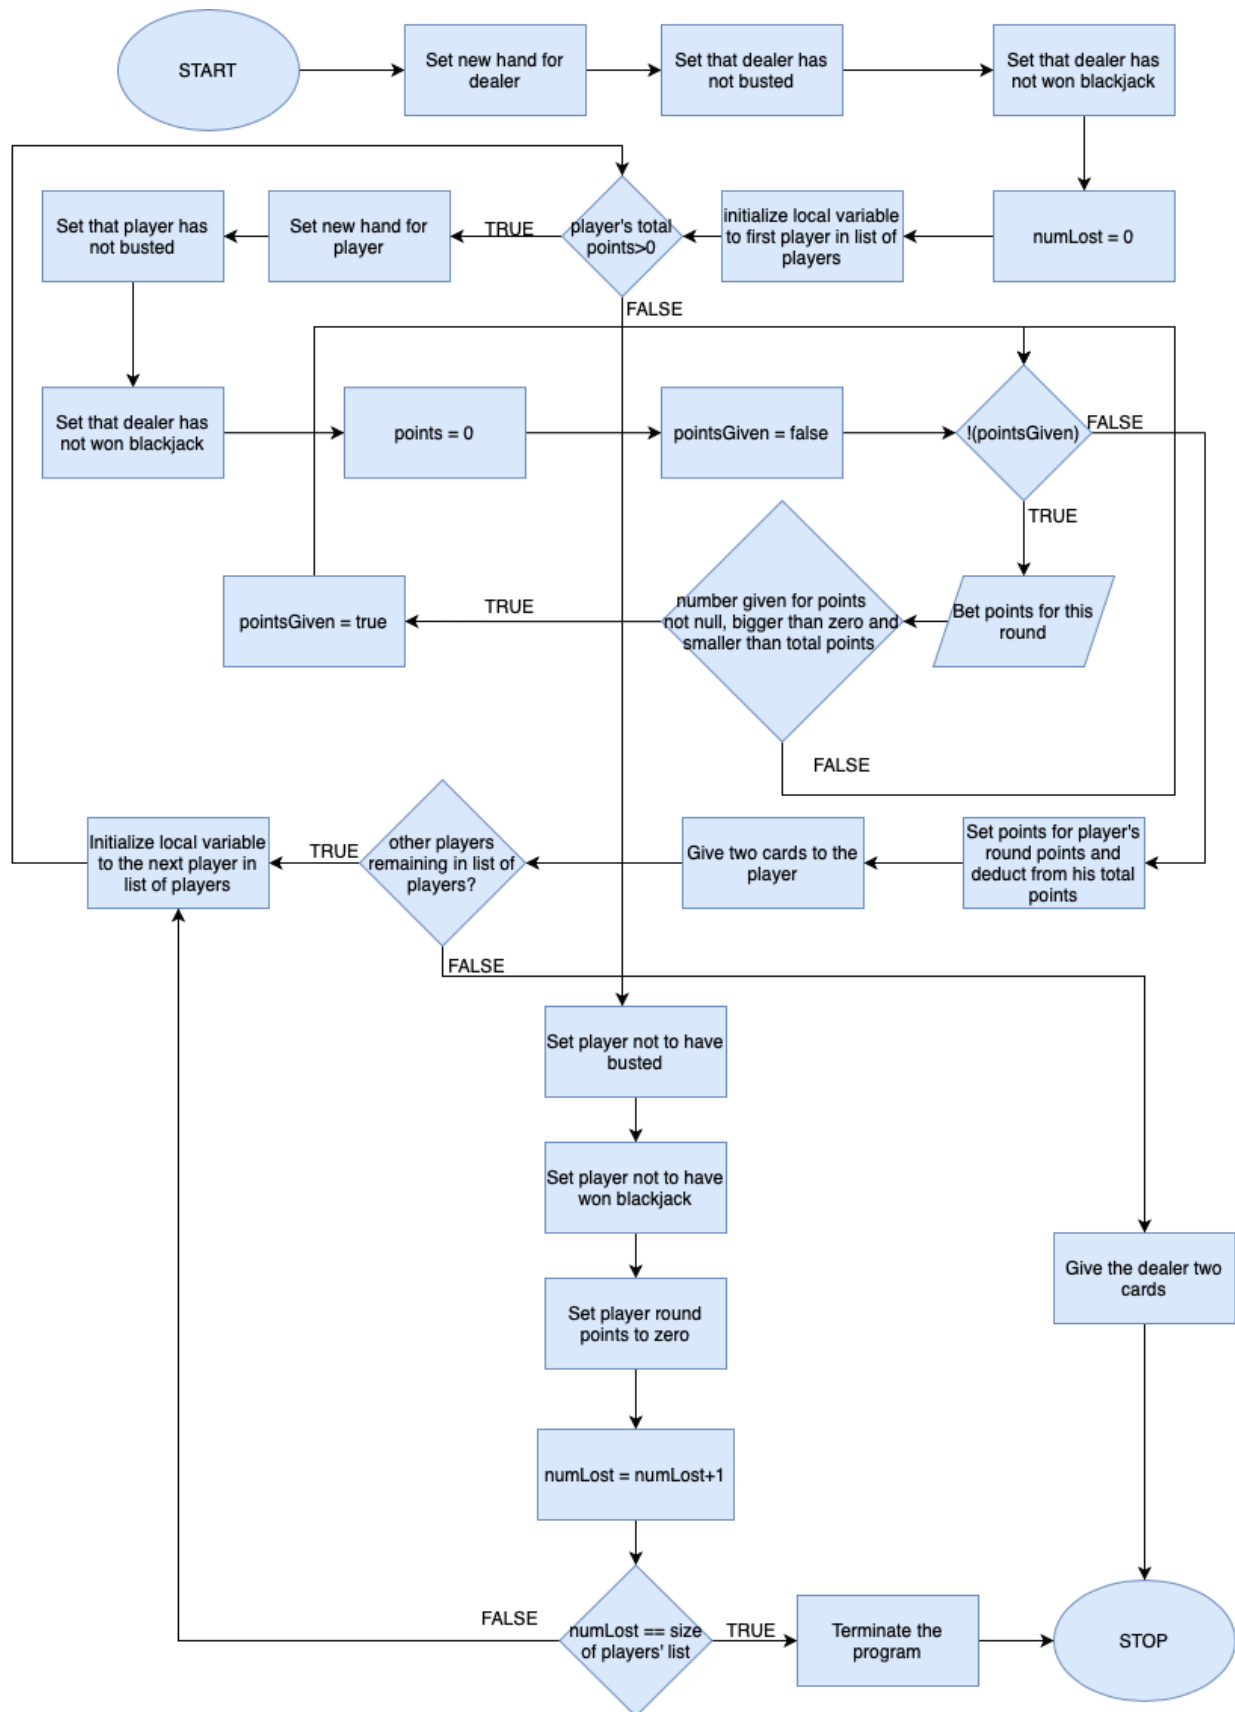 START
Set new hand for
dealer
Set that dealer has
not busted
Set that dealer has
not won blackjack
Set that player has
not busted
Set new hand for
player
TRUE
player's total
points>0
initialize local variable
to first player in list of
players
numLost = 0
FALSE
Set that dealer has
not won blackjack
points = 0
pointsGiven = false
!(pointsGiven)
FALSE
TRUE
pointsGiven = true
TRUE
number given for points
not null, bigger than zero and
smaller than total points
Bet points for this
round
FALSE
Initialize local variable
to the next player in
list of players
TRUE
other players
remaining in list of
players?
Give two cards to the
player
Set points for player's
round points and
deduct from his total
points
FALSE
Set player not to have
busted
Set player not to have
won blackjack
Give the dealer two
cards
Set player round
points to zero
numLost = numLost+1
FALSE
numLost == size
of players' list
TRUE
Terminate the
program
STOP